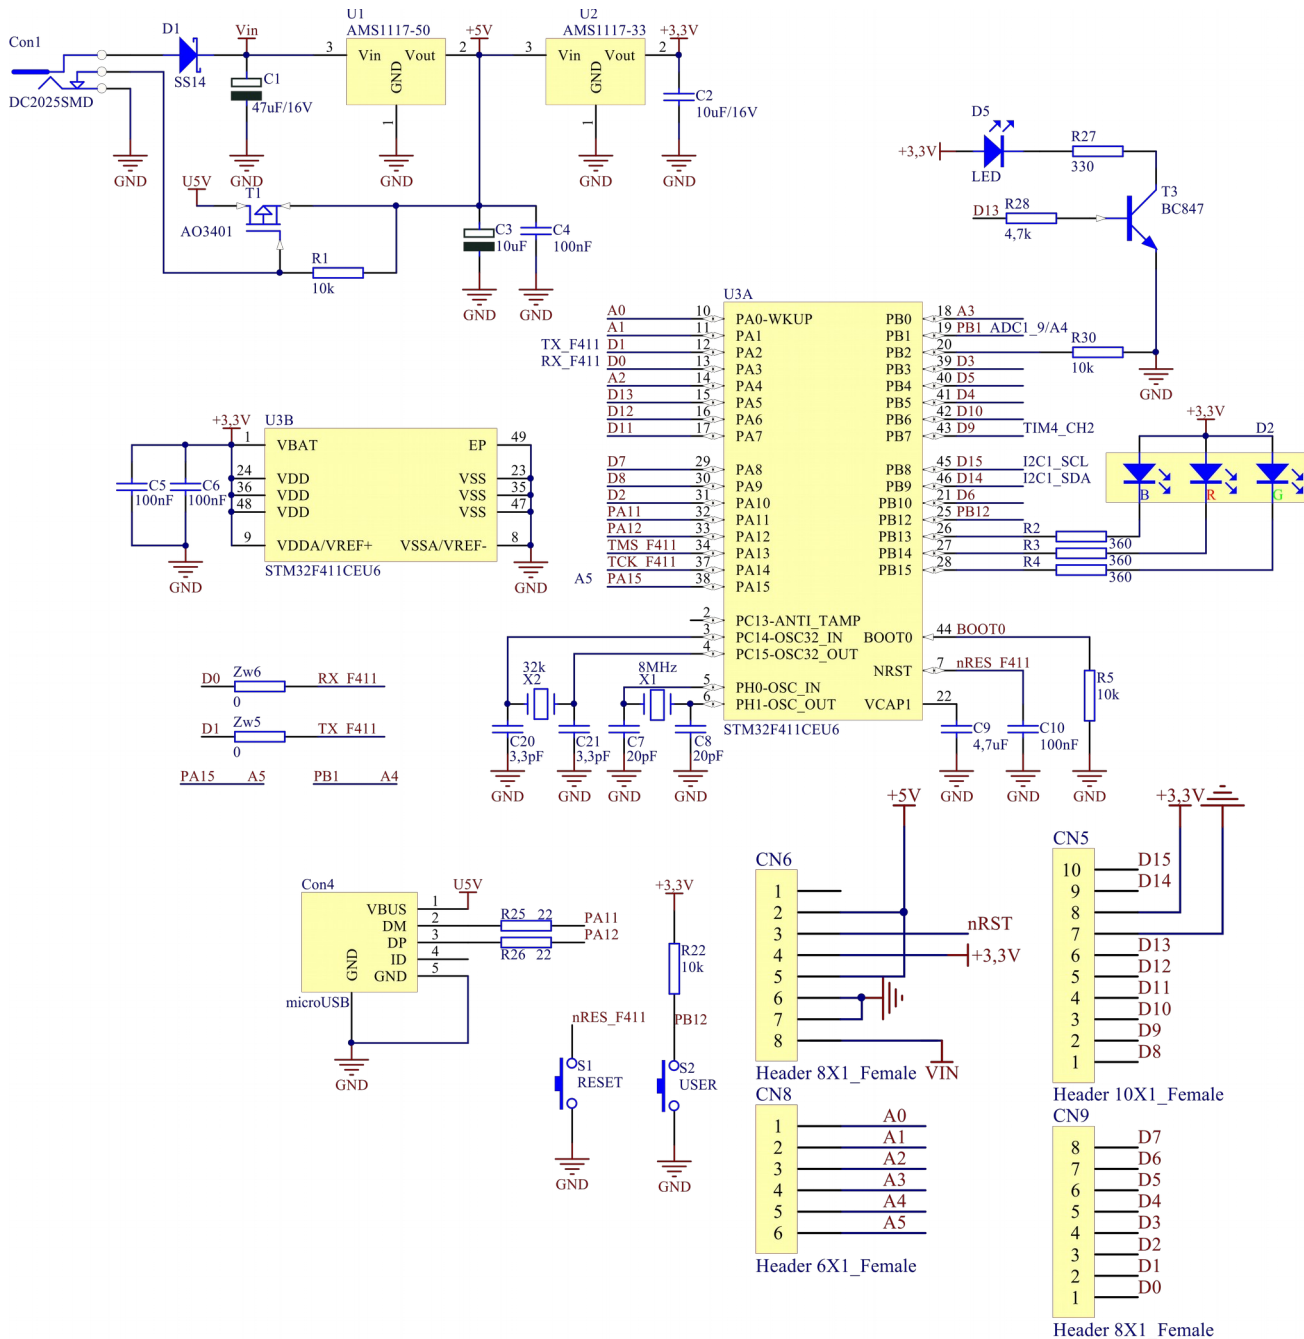 Con1
DC2025SMD
D1
SS14
Vin
C1
47uF/16V
U1
AMS1117-50
3 Vin Vout 2
GND
1
+5V
U2
AMS1117-33
3 Vin Vout 2
GND
1
+3,3V
C2
10uF/16V
GND
GND
GND
GND
GND
U5V
T1
AO3401
R1
10k
C3
10uF
C4
100nF
GND
GND
D5
+3,3V
LED
R27
330
T3
BC847
D13
R28
4,7k
R30
10k
GND
U3A
A0 10 PA0-WKUP
A1 11 PA1
TX_F411 D1 12 PA2
RX_F411 D0 13 PA3
A2 14 PA4
D13 15 PA5
D12 16 PA6
D11 17 PA7
D7 29 PA8
D8 30 PA9
D2 31 PA10
PA11 32 PA11
PA12 33 PA12
TMS_F411 34 PA13
TCK_F411 37 PA14
A5 PA15 38 PA15
2 PC13-ANTI_TAMP
3 PC14-OSC32_IN
4 PC15-OSC32_OUT
5 PH0-OSC_IN
6 PH1-OSC_OUT
PB0 18 A3
PB1 19 PB1 ADC1_9/A4
PB2 20
PB3 39 D3
PB4 40 D5
PB5 41 D4
PB6 42 D10
PB7 43 D9 TIM4_CH2
PB8 45 D15 I2C1_SCL
PB9 46 D14 I2C1_SDA
PB10 21 D6
PB12 25 PB12
PB13 26
PB14 27
PB15 28
BOOT0 44 BOOT0
NRST 7 nRES_F411
VCAP1 22
STM32F411CEU6
+3,3V
D2
B R G
R2
R3 360
R4 360
360
R5
10k
C9
4,7uF
C10
100nF
GND
GND
GND
32k
X2
8MHz
X1
C20
3,3pF
C21
3,3pF
C7
20pF
C8
20pF
GND
GND
GND
GND
+3,3V
U3B
1 VBAT EP 49
24 VDD VSS 23
36 VDD VSS 35
48 VDD VSS 47
9 VDDA/VREF+ VSSA/VREF- 8
STM32F411CEU6
C5
100nF
C6
100nF
GND
GND
D0 Zw6 RX_F411
0
D1 Zw5 TX_F411
0
PA15 A5
PB1 A4
Con4
VBUS 1 U5V
DM 2
DP 3
ID 4
GND 5
GND
microUSB
R25 22 PA11
R26 22 PA12
GND
nRES_F411
S1
RESET
GND
+3,3V
R22
10k
PB12
S2
USER
GND
+5V
CN6
1
2
3 nRST
4 +3,3V
5
6
7
8
Header 8X1_Female
VIN
CN8
1 A0
2 A1
3 A2
4 A3
5 A4
6 A5
Header 6X1_Female
+3,3V
CN5
10 D15
9 D14
8
7
6 D13
5 D12
4 D11
3 D10
2 D9
1 D8
Header 10X1_Female
CN9
8 D7
7 D6
6 D5
5 D4
4 D3
3 D2
2 D1
1 D0
Header 8X1_Female